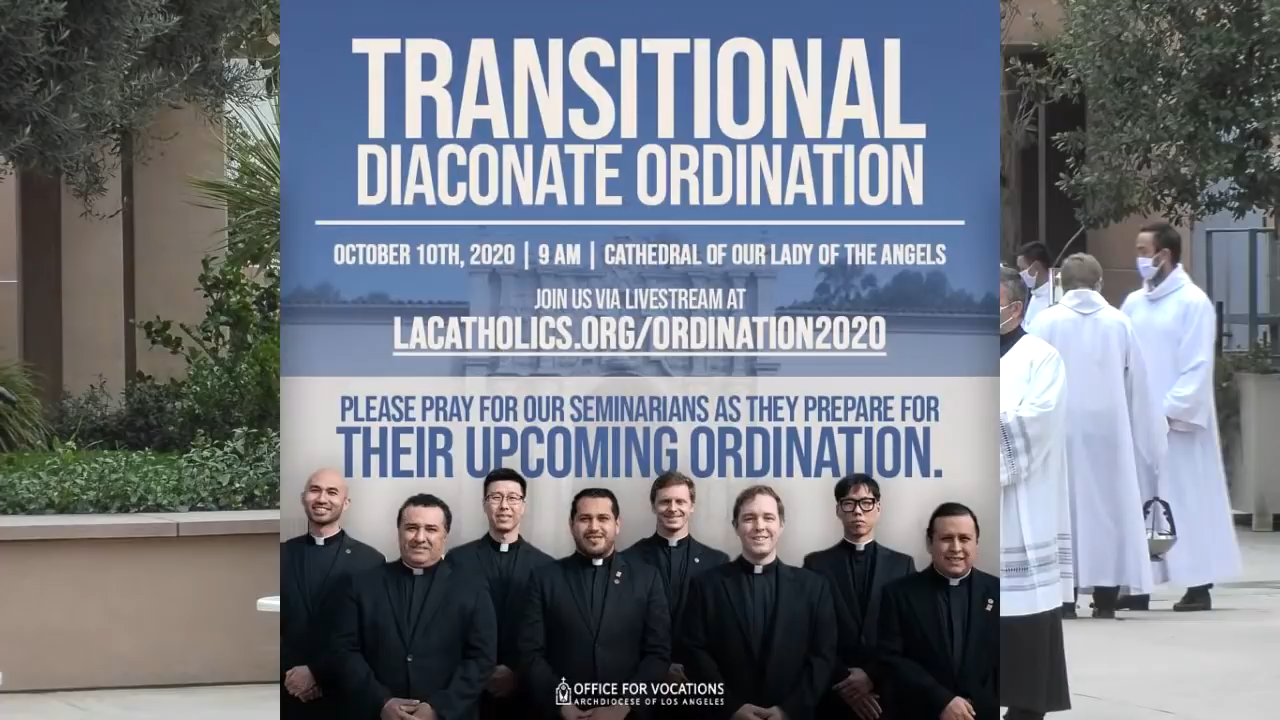 TRANSITIONAL
DIACONATE ORDINATION
OCTOBER 10TH, 2020 | 9 AM | CATHEDRAL OF OUR LADY OF THE ANGELS
JOIN US VIA LIVESTREAM AT
LACATHOLICS.ORG/ORDINATION2020
PLEASE PRAY FOR OUR SEMINARIANS AS THEY PREPARE FOR
THEIR UPCOMING ORDINATION.
OFFICE FOR VOCATIONS
ARCHDIOCESE OF LOS ANGELES